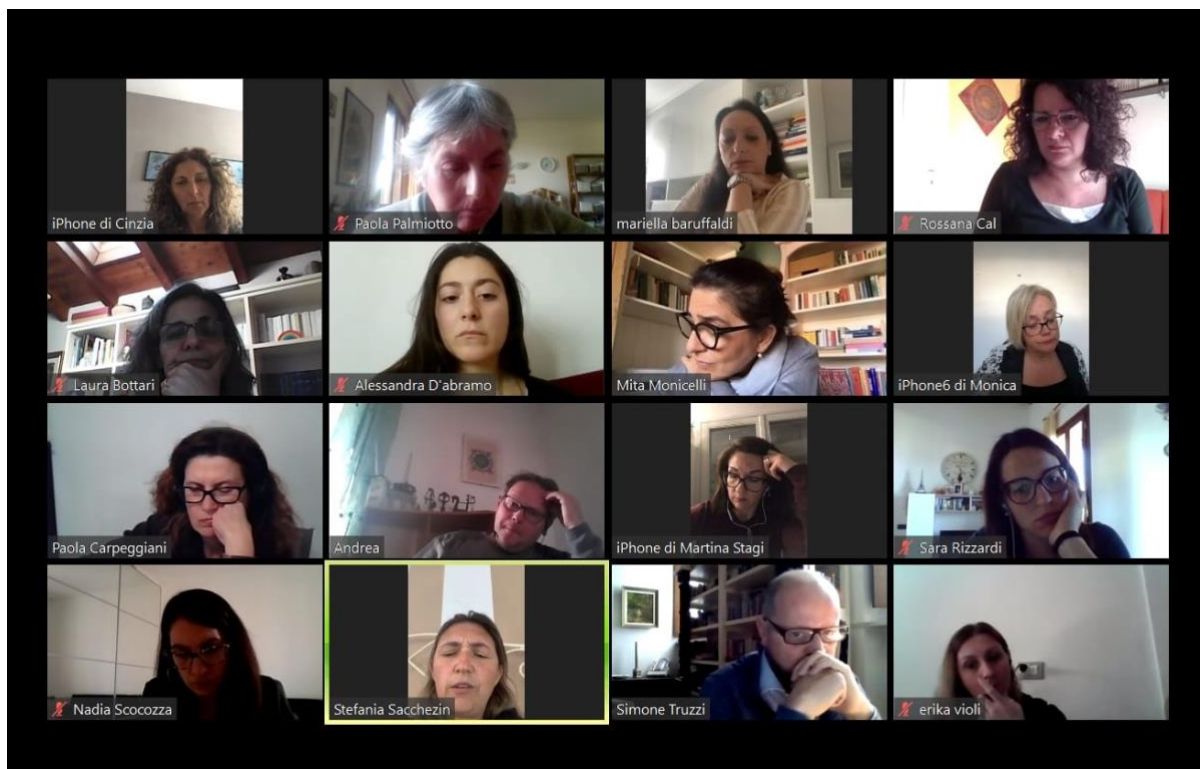 iPhone di Cinzia
Paola Palmiotto
mariella baruffaldi
Rossana Cal
Laura Bottari
Alessandra D'abramo
Mita Monicelli
iPhone6 di Monica
Paola Carpeggiani
Andrea
iPhone di Martina Stagi
Sara Rizzardi
Nadia Scocozza
Stefania Sacchezin
Simone Truzzi
erika violi